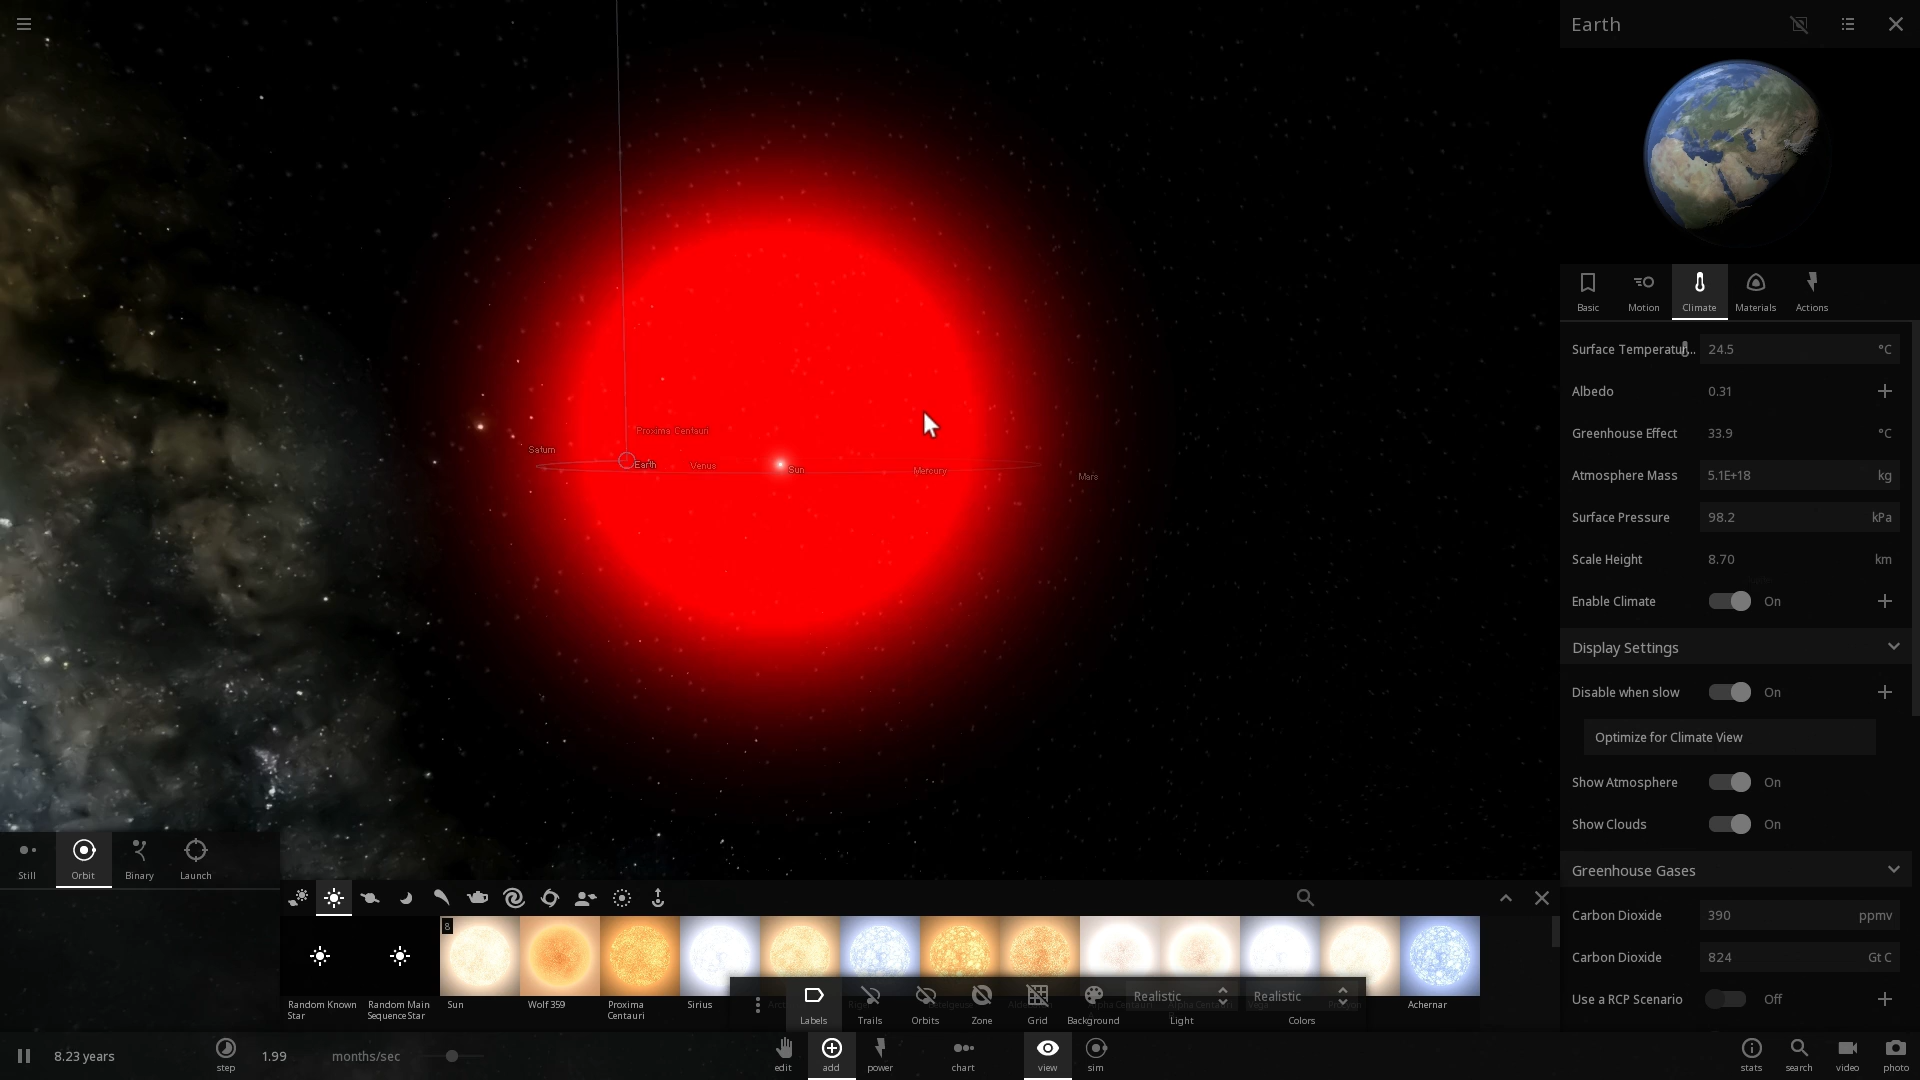 Earth
Basic
Motion
Climate
Materials
Actions
Surface Temperatur...
24.5
°C
Albedo
0.31
Greenhouse Effect
33.9
°C
Atmosphere Mass
5.1E+18
kg
Surface Pressure
98.2
kPa
Scale Height
8.70
km
Enable Climate
On
Display Settings
Disable when slow
On
Optimize for Climate View
Show Atmosphere
On
Show Clouds
On
Greenhouse Gases
Carbon Dioxide
390
ppmv
Carbon Dioxide
824
Gt C
Use a RCP Scenario
Off
Proxima Centauri
Saturn
Earth
Venus
Sun
Mercury
Mars
Still
Orbit
Binary
Launch
8
Random Known
Star
Random Main
Sequence Star
Sun
Wolf 359
Proxima
Centauri
Sirius
Achernar
Labels
Trails
Orbits
Zone
Grid
Background
Realistic
Light
Realistic
Colors
8.23 years
step
1.99
months/sec
edit
add
power
chart
view
sim
stats
search
video
photo